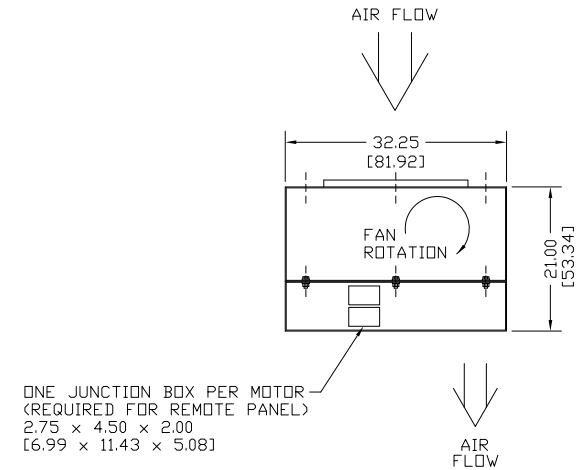 AIR FLOW
32.25
[81.92]
FAN
ROTATION
21.00
[53.34]
ONE JUNCTION BOX PER MOTOR
(REQUIRED FOR REMOTE PANEL)
2.75 x 4.50 x 2.00
[6.99 x 11.43 x 5.08]
AIR
FLOW